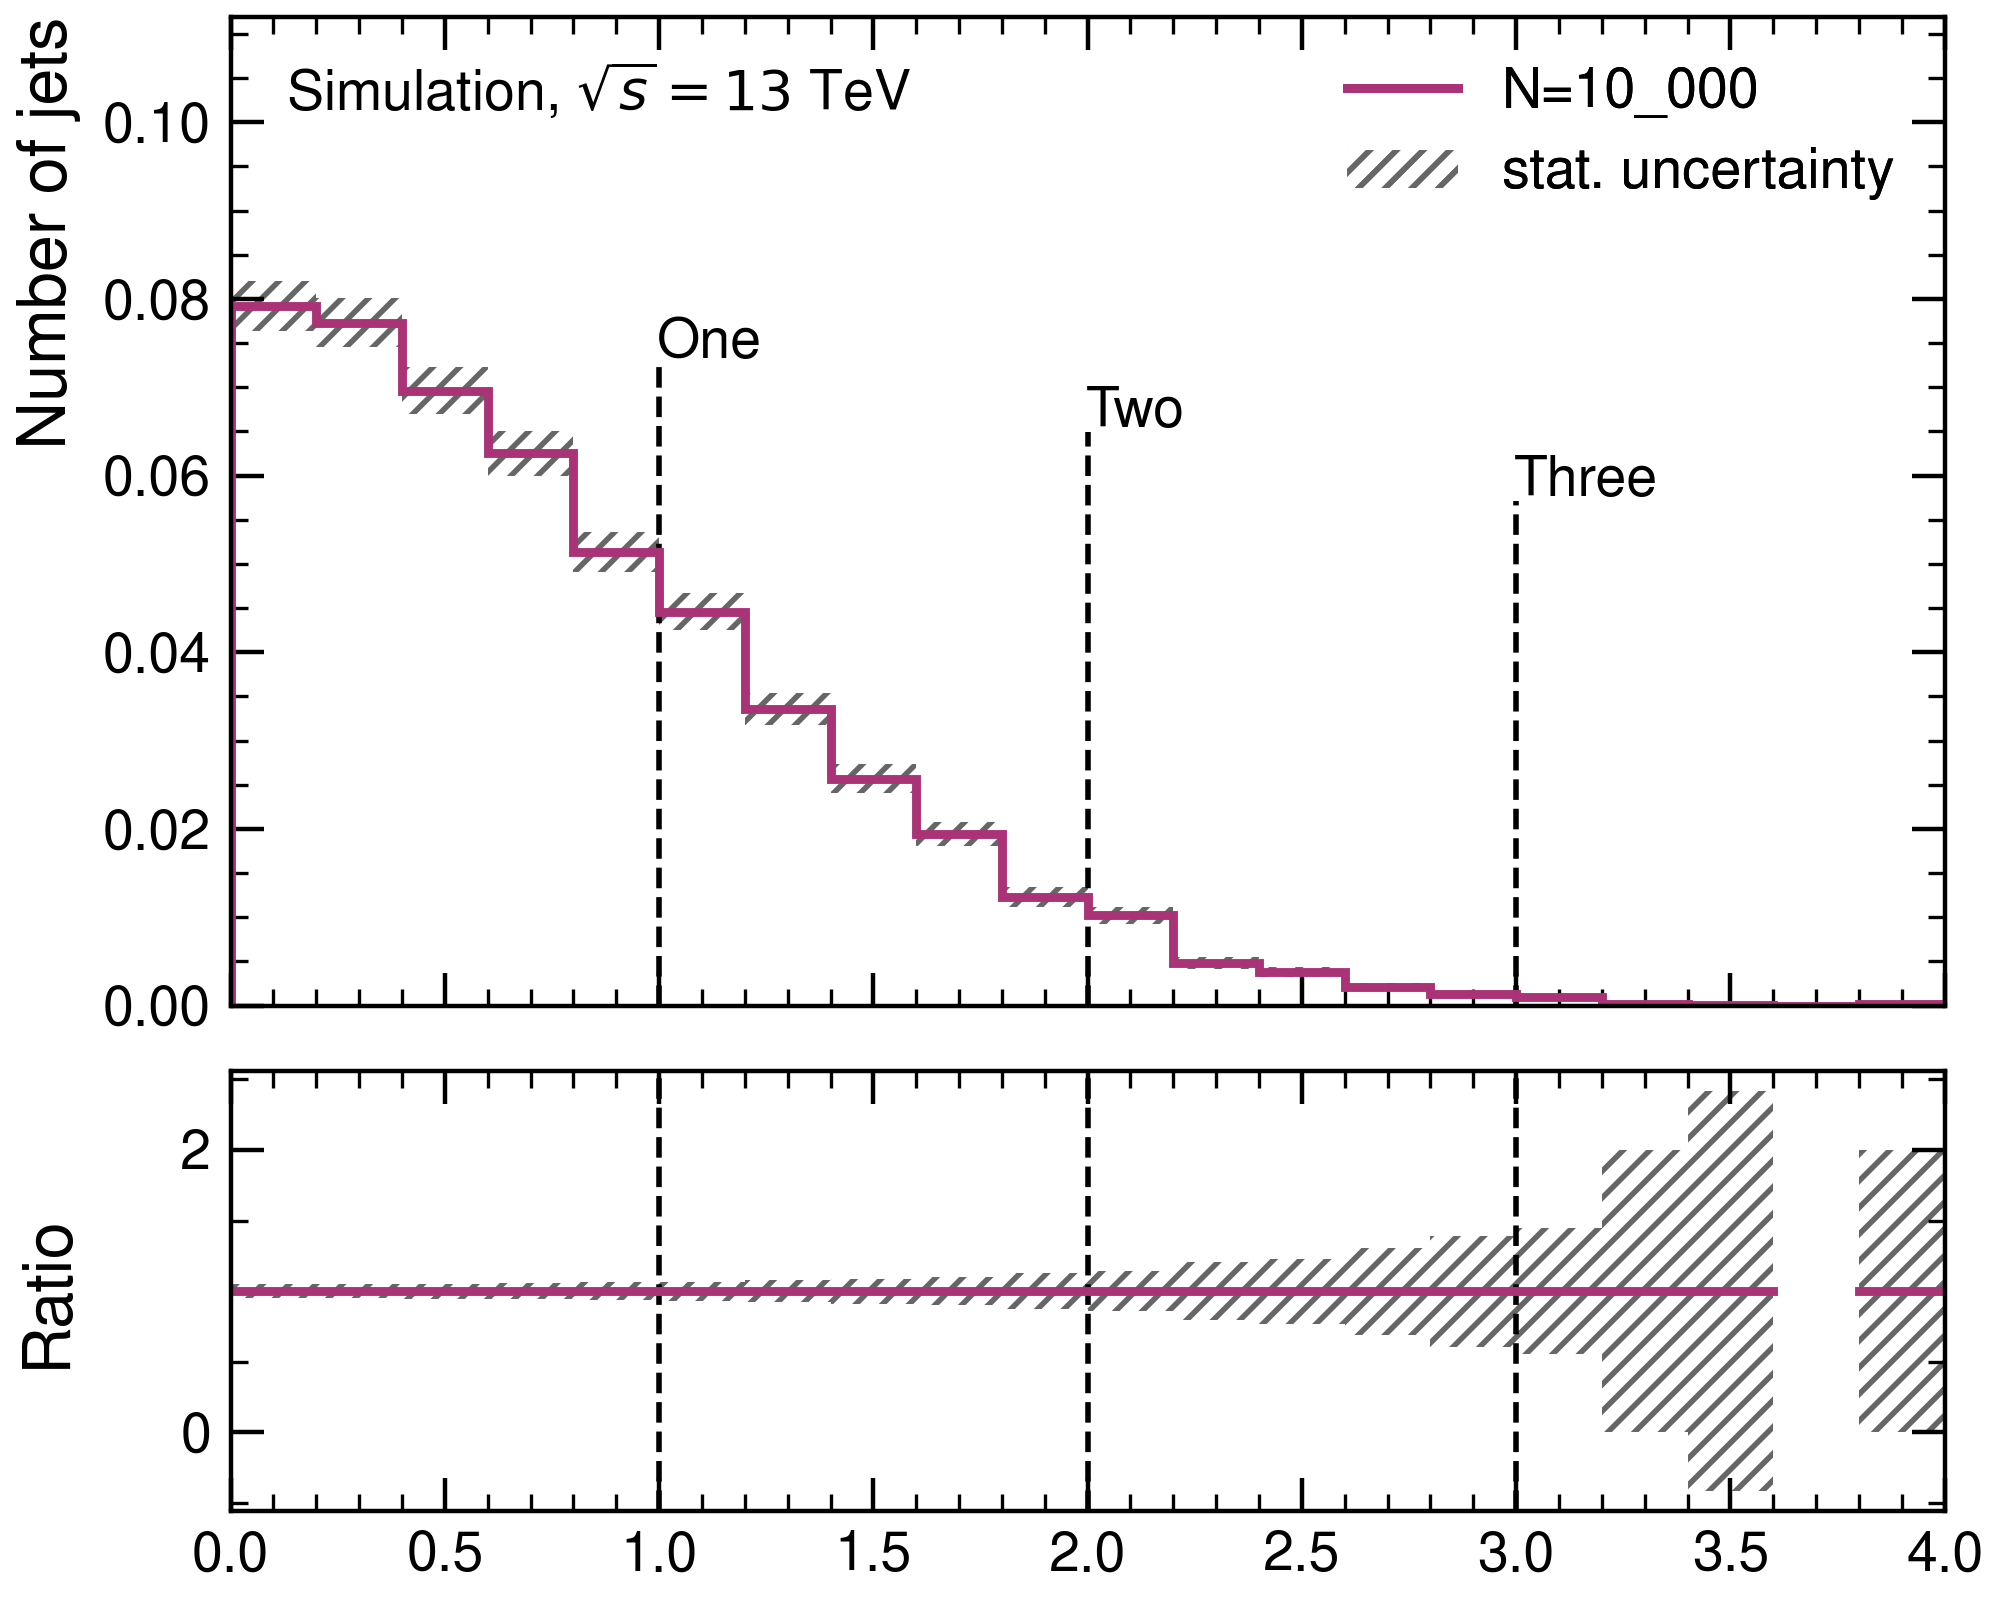 Number of jets
Simulation, √s = 13 TeV
N=10_000
stat. uncertainty
0.10
0.08
0.06
0.04
0.02
0.00
One
Two
Three
Ratio
2
0
0.0 0.5 1.0 1.5 2.0 2.5 3.0 3.5 4.0